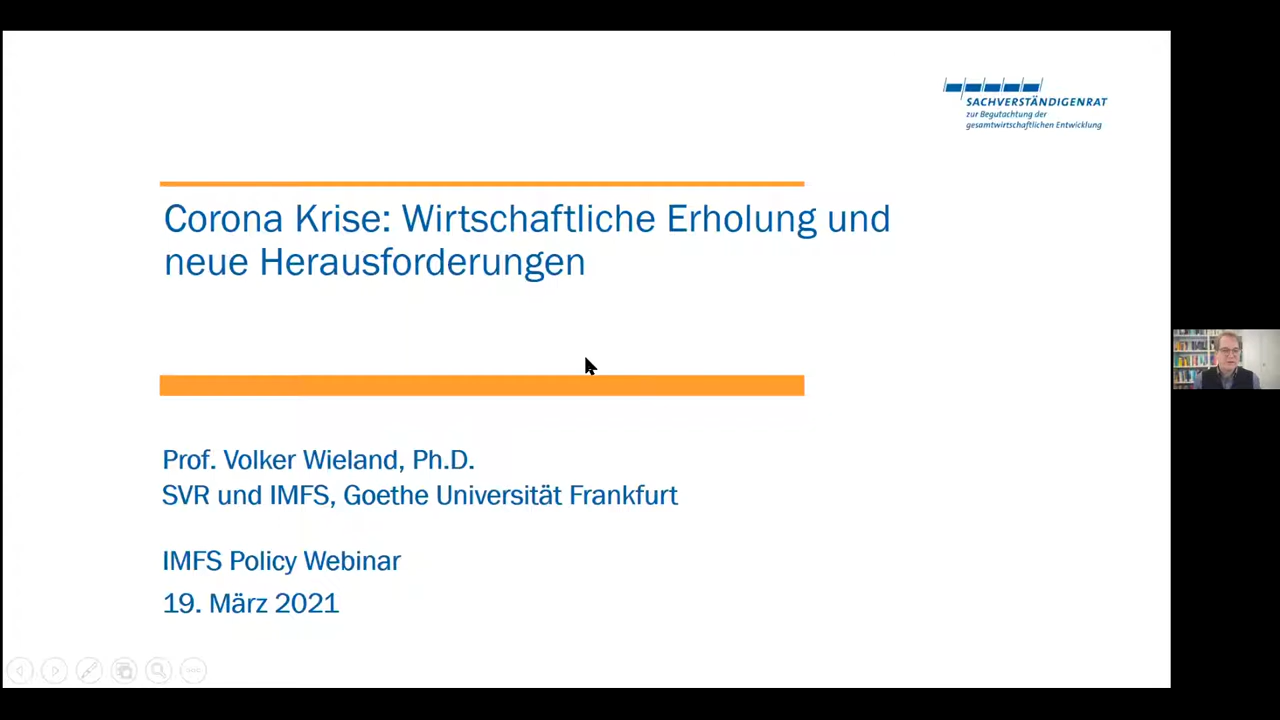 SACHVERSTÄNDIGENRAT
zur Begutachtung der
gesamtwirtschaftlichen Entwicklung
Corona Krise: Wirtschaftliche Erholung und
neue Herausforderungen
Prof. Volker Wieland, Ph.D.
SVR und IMFS, Goethe Universität Frankfurt
IMFS Policy Webinar
19. März 2021